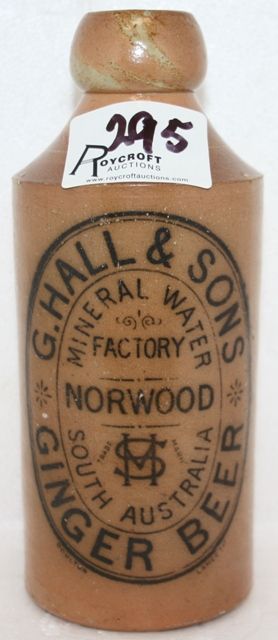 295
ROYCROFT
AUCTIONS
www.roycroftauctions.com
G. HALL & SONS
MINERAL WATER
FACTORY
NORWOOD
TRADE MARK
SOUTH AUSTRALIA
GINGER BEER